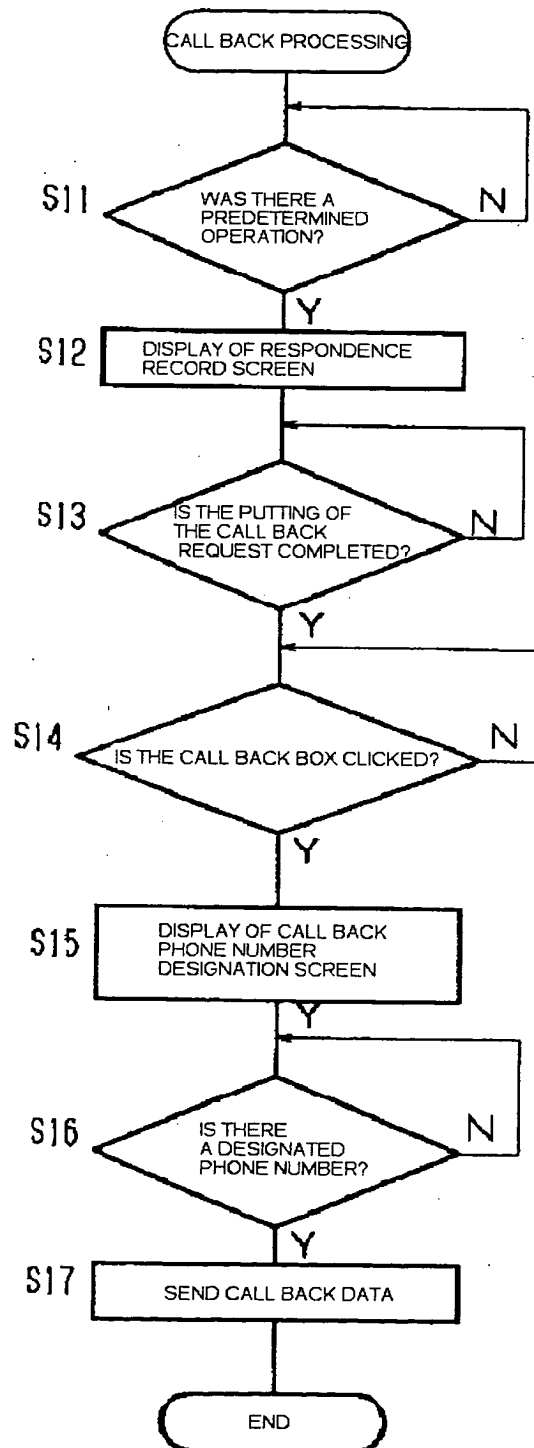 CALL BACK PROCESSING
S11
WAS THERE A
PREDETERMINED
OPERATION?
N
Y
S12
DISPLAY OF RESPONDENCE
RECORD SCREEN
S13
IS THE PUTTING OF
THE CALL BACK
REQUEST COMPLETED?
N
Y
S14
IS THE CALL BACK BOX CLICKED?
N
Y
S15
DISPLAY OF CALL BACK
PHONE NUMBER
DESIGNATION SCREEN
Y
S16
IS THERE
A DESIGNATED
PHONE NUMBER?
N
Y
S17
SEND CALL BACK DATA
END